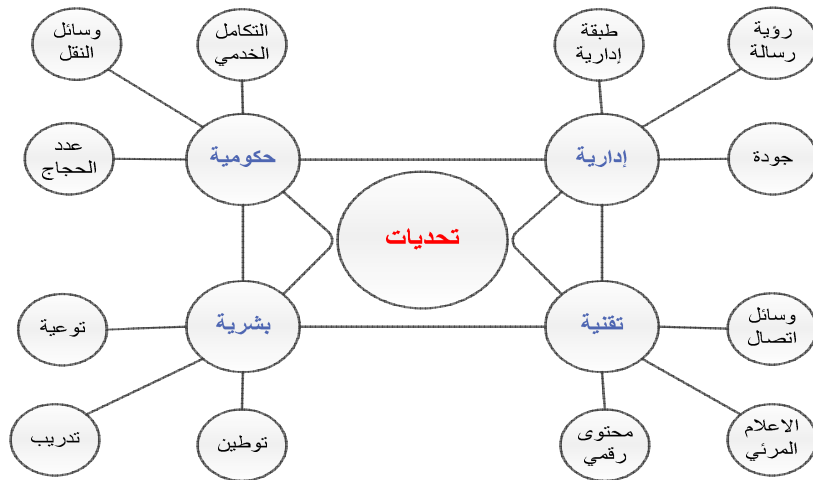 رؤية
رسالة
طبقة
إدارية
التكامل
الخدمي
وسائل
النقل
جودة
إدارية
حكومية
عدد
الحجاج
تحديات
وسائل
اتصال
تقنية
بشرية
توعية
الاعلام
المرئي
محتوى
رقمي
توطين
تدريب